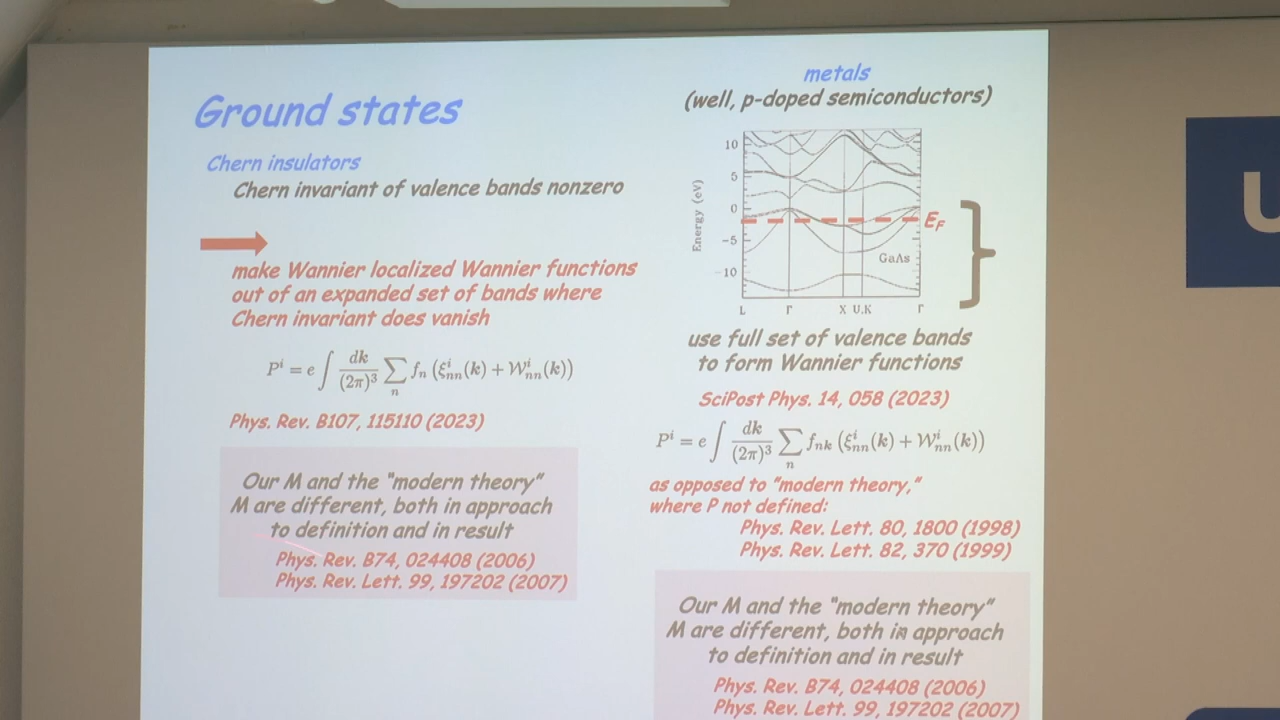 Ground states
Chern insulators
Chern invariant of valence bands nonzero
make Wannier localized Wannier functions
out of an expanded set of bands where
Chern invariant does vanish
P^i = e ∫ dk/(2π)^3 ∑_n f_n (ξ^i_nn(k) + W^i_nn(k))
Phys. Rev. B107, 115110 (2023)
Our M and the "modern theory"
M are different, both in approach
to definition and in result
Phys. Rev. B74, 024408 (2006)
Phys. Rev. Lett. 99, 197202 (2007)
metals
(well, p-doped semiconductors)
Energy (eV)
10
5
0
-5
-10
E_F
GaAs
L Γ X U,K Γ
use full set of valence bands
to form Wannier functions
SciPost Phys. 14, 058 (2023)
P^i = e ∫ dk/(2π)^3 ∑_n f_nk (ξ^i_nn(k) + W^i_nn(k))
as opposed to "modern theory,"
where P not defined:
Phys. Rev. Lett. 80, 1800 (1998)
Phys. Rev. Lett. 82, 370 (1999)
Our M and the "modern theory"
M are different, both in approach
to definition and in result
Phys. Rev. B74, 024408 (2006)
Phys. Rev. Lett. 99, 197202 (2007)